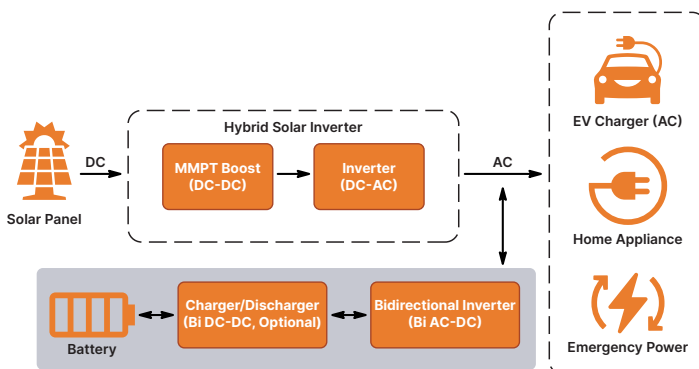 Hybrid Solar Inverter
DC
MMPT Boost
(DC-DC)
Inverter
(DC-AC)
AC
Solar Panel
EV Charger (AC)
Home Appliance
Charger/Discharger
(Bi DC-DC, Optional)
Bidirectional Inverter
(Bi AC-DC)
Battery
Emergency Power